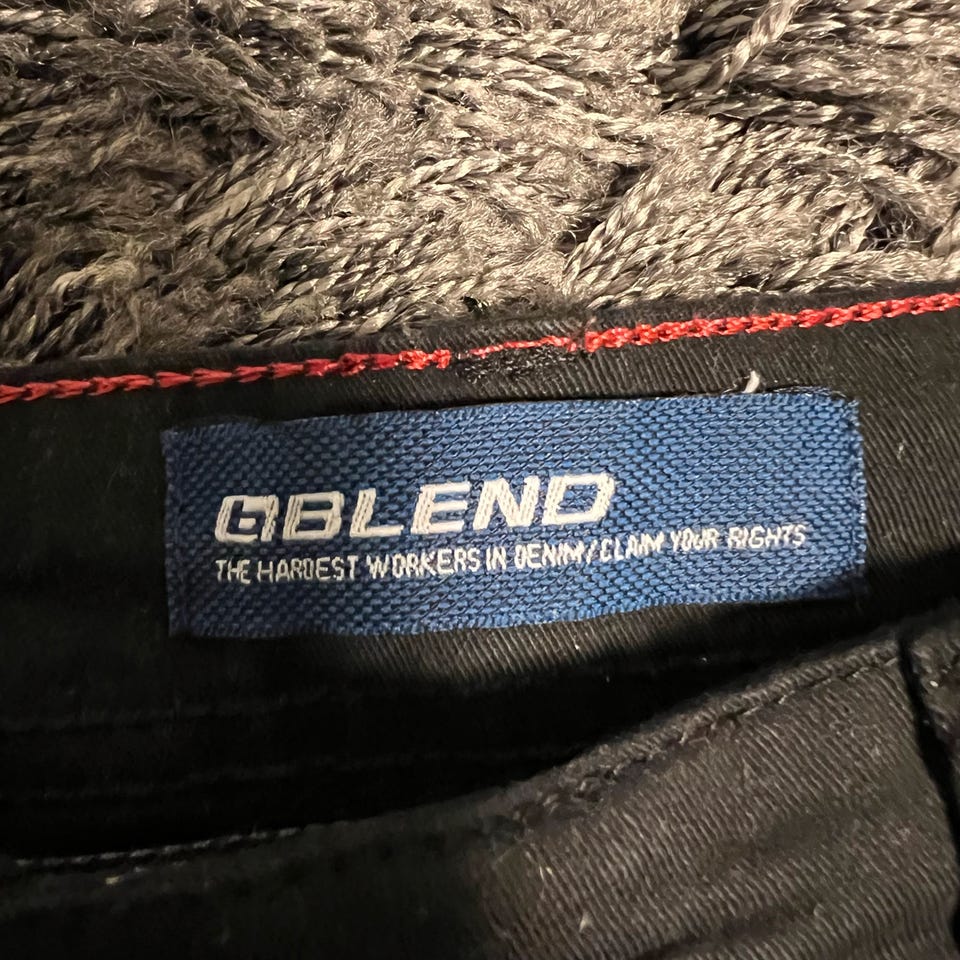 BLEND
THE HARDEST WORKERS IN DENIM/CLAIM YOUR RIGHTS